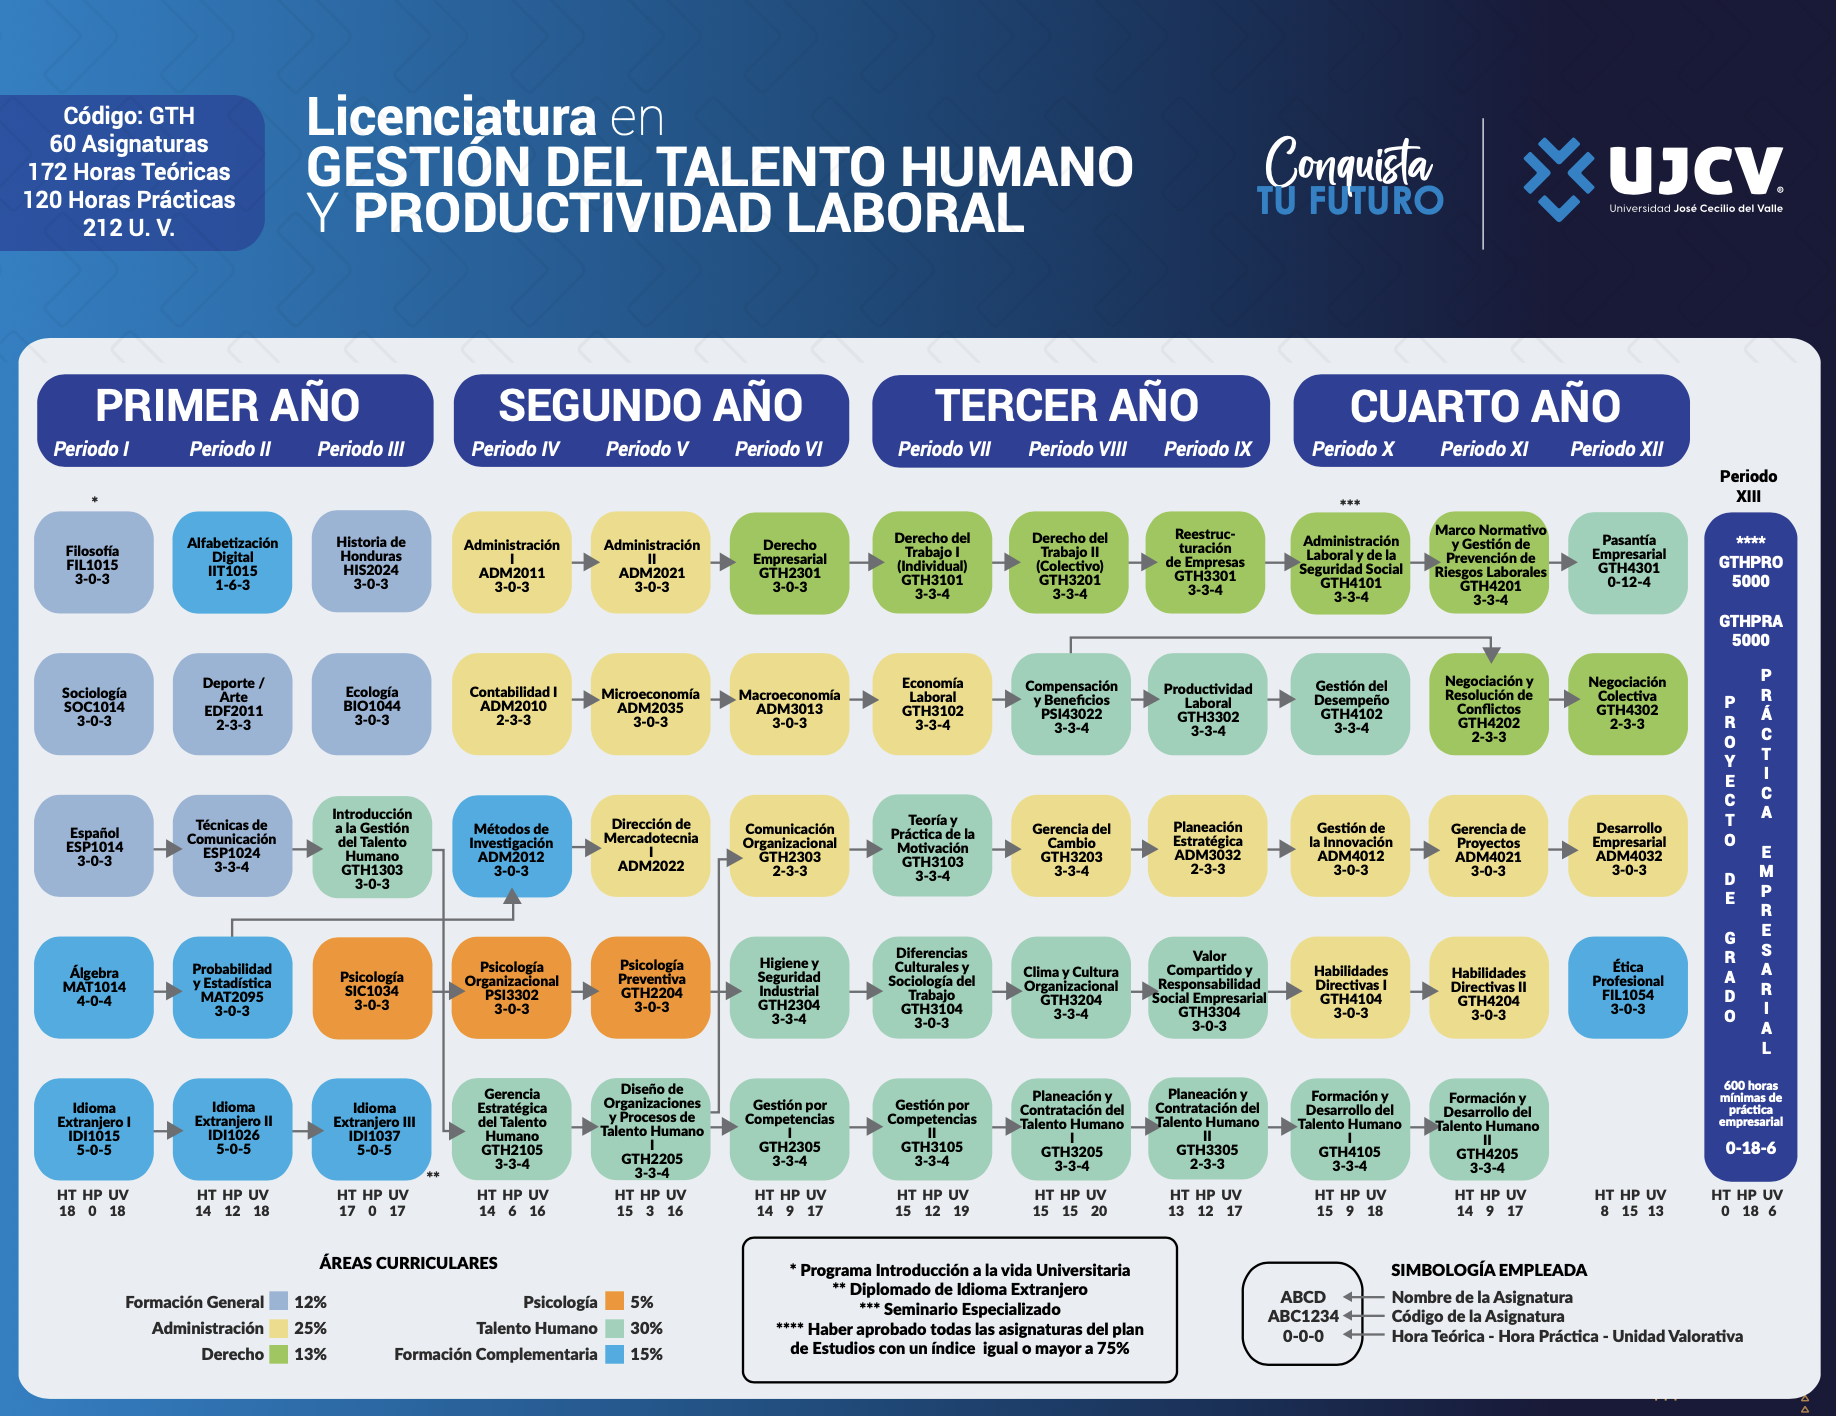 Código: GTH
60 Asignaturas
172 Horas Teóricas
120 Horas Prácticas
212 U. V.
Licenciatura en
GESTIÓN DEL TALENTO HUMANO
Y PRODUCTIVIDAD LABORAL
Conquista
TU FUTURO
UJCV®
Universidad José Cecilio del Valle
PRIMER AÑO
Periodo I
Periodo II
Periodo III
SEGUNDO AÑO
Periodo IV
Periodo V
Periodo VI
TERCER AÑO
Periodo VII
Periodo VIII
Periodo IX
CUARTO AÑO
Periodo X
Periodo XI
Periodo XII
Periodo
XIII
*
Filosofía
FIL1015
3-0-3
Alfabetización
Digital
IIT1015
1-6-3
Historia de
Honduras
HIS2024
3-0-3
Administración
I
ADM2011
3-0-3
Administración
II
ADM2021
3-0-3
Derecho
Empresarial
GTH2301
3-0-3
Derecho del
Trabajo I
(Individual)
GTH3101
3-3-4
Derecho del
Trabajo II
(Colectivo)
GTH3201
3-3-4
Reestruc-
turación
de Empresas
GTH3301
3-3-4
***
Administración
Laboral y de la
Seguridad Social
GTH4101
3-3-4
Marco Normativo
y Gestión de
Prevención de
Riesgos Laborales
GTH4201
3-3-4
Pasantía
Empresarial
GTH4301
0-12-4
Sociología
SOC1014
3-0-3
Deporte /
Arte
EDF2011
2-3-3
Ecología
BIO1044
3-0-3
Contabilidad I
ADM2010
2-3-3
Microeconomía
ADM2035
3-0-3
Macroeconomía
ADM3013
3-0-3
Economía
Laboral
GTH3102
3-3-4
Compensación
y Beneficios
PSI43022
3-3-4
Productividad
Laboral
GTH3302
3-3-4
Gestión del
Desempeño
GTH4102
3-3-4
Negociación y
Resolución de
Conflictos
GTH4202
2-3-3
Negociación
Colectiva
GTH4302
2-3-3
Español
ESP1014
3-0-3
Técnicas de
Comunicación
ESP1024
3-3-4
Introducción
a la Gestión
del Talento
Humano
GTH1303
3-0-3
Métodos de
Investigación
ADM2012
3-0-3
Dirección de
Mercadotecnia
I
ADM2022
Comunicación
Organizacional
GTH2303
2-3-3
Teoría y
Práctica de la
Motivación
GTH3103
3-3-4
Gerencia del
Cambio
GTH3203
3-3-4
Planeación
Estratégica
ADM3032
2-3-3
Gestión de
la Innovación
ADM4012
3-0-3
Gerencia de
Proyectos
ADM4021
3-0-3
Desarrollo
Empresarial
ADM4032
3-0-3
Álgebra
MAT1014
4-0-4
Probabilidad
y Estadística
MAT2095
3-0-3
Psicología
SIC1034
3-0-3
Psicología
Organizacional
PSI3302
3-0-3
Psicología
Preventiva
GTH2204
3-0-3
Higiene y
Seguridad
Industrial
GTH2304
3-3-4
Diferencias
Culturales y
Sociología del
Trabajo
GTH3104
3-0-3
Clima y Cultura
Organizacional
GTH3204
3-3-4
Valor
Compartido y
Responsabilidad
Social Empresarial
GTH3304
3-0-3
Habilidades
Directivas I
GTH4104
3-0-3
Habilidades
Directivas II
GTH4204
3-0-3
Ética
Profesional
FIL1054
3-0-3
Idioma
Extranjero I
IDI1015
5-0-5
Idioma
Extranjero II
IDI1026
5-0-5
Idioma
Extranjero III
IDI1037
5-0-5
**
Gerencia
Estratégica
del Talento
Humano
GTH2105
3-3-4
Diseño de
Organizaciones
y Procesos de
Talento Humano
I
GTH2205
3-3-4
Gestión por
Competencias
I
GTH2305
3-3-4
Gestión por
Competencias
II
GTH3105
3-3-4
Planeación y
Contratación del
Talento Humano
I
GTH3205
3-3-4
Planeación y
Contratación del
Talento Humano
II
GTH3305
2-3-3
Formación y
Desarrollo del
Talento Humano
I
GTH4105
3-3-4
Formación y
Desarrollo del
Talento Humano
II
GTH4205
3-3-4
****
GTHPRO
5000
GTHPRA
5000
PROYECTO DE GRADO
PRÁCTICA EMPRESARIAL
600 horas
mínimas de
práctica
empresarial
0-18-6
HT HP UV
18 0 18
HT HP UV
14 12 18
HT HP UV
17 0 17
HT HP UV
14 6 16
HT HP UV
15 3 16
HT HP UV
14 9 17
HT HP UV
15 12 19
HT HP UV
15 15 20
HT HP UV
13 12 17
HT HP UV
15 9 18
HT HP UV
14 9 17
HT HP UV
8 15 13
HT HP UV
0 18 6
ÁREAS CURRICULARES
Formación General 12%
Administración 25%
Derecho 13%
Psicología 5%
Talento Humano 30%
Formación Complementaria 15%
* Programa Introducción a la vida Universitaria
** Diplomado de Idioma Extranjero
*** Seminario Especializado
**** Haber aprobado todas las asignaturas del plan
de Estudios con un índice igual o mayor a 75%
SIMBOLOGÍA EMPLEADA
ABCD Nombre de la Asignatura
ABC1234 Código de la Asignatura
0-0-0 Hora Teórica - Hora Práctica - Unidad Valorativa